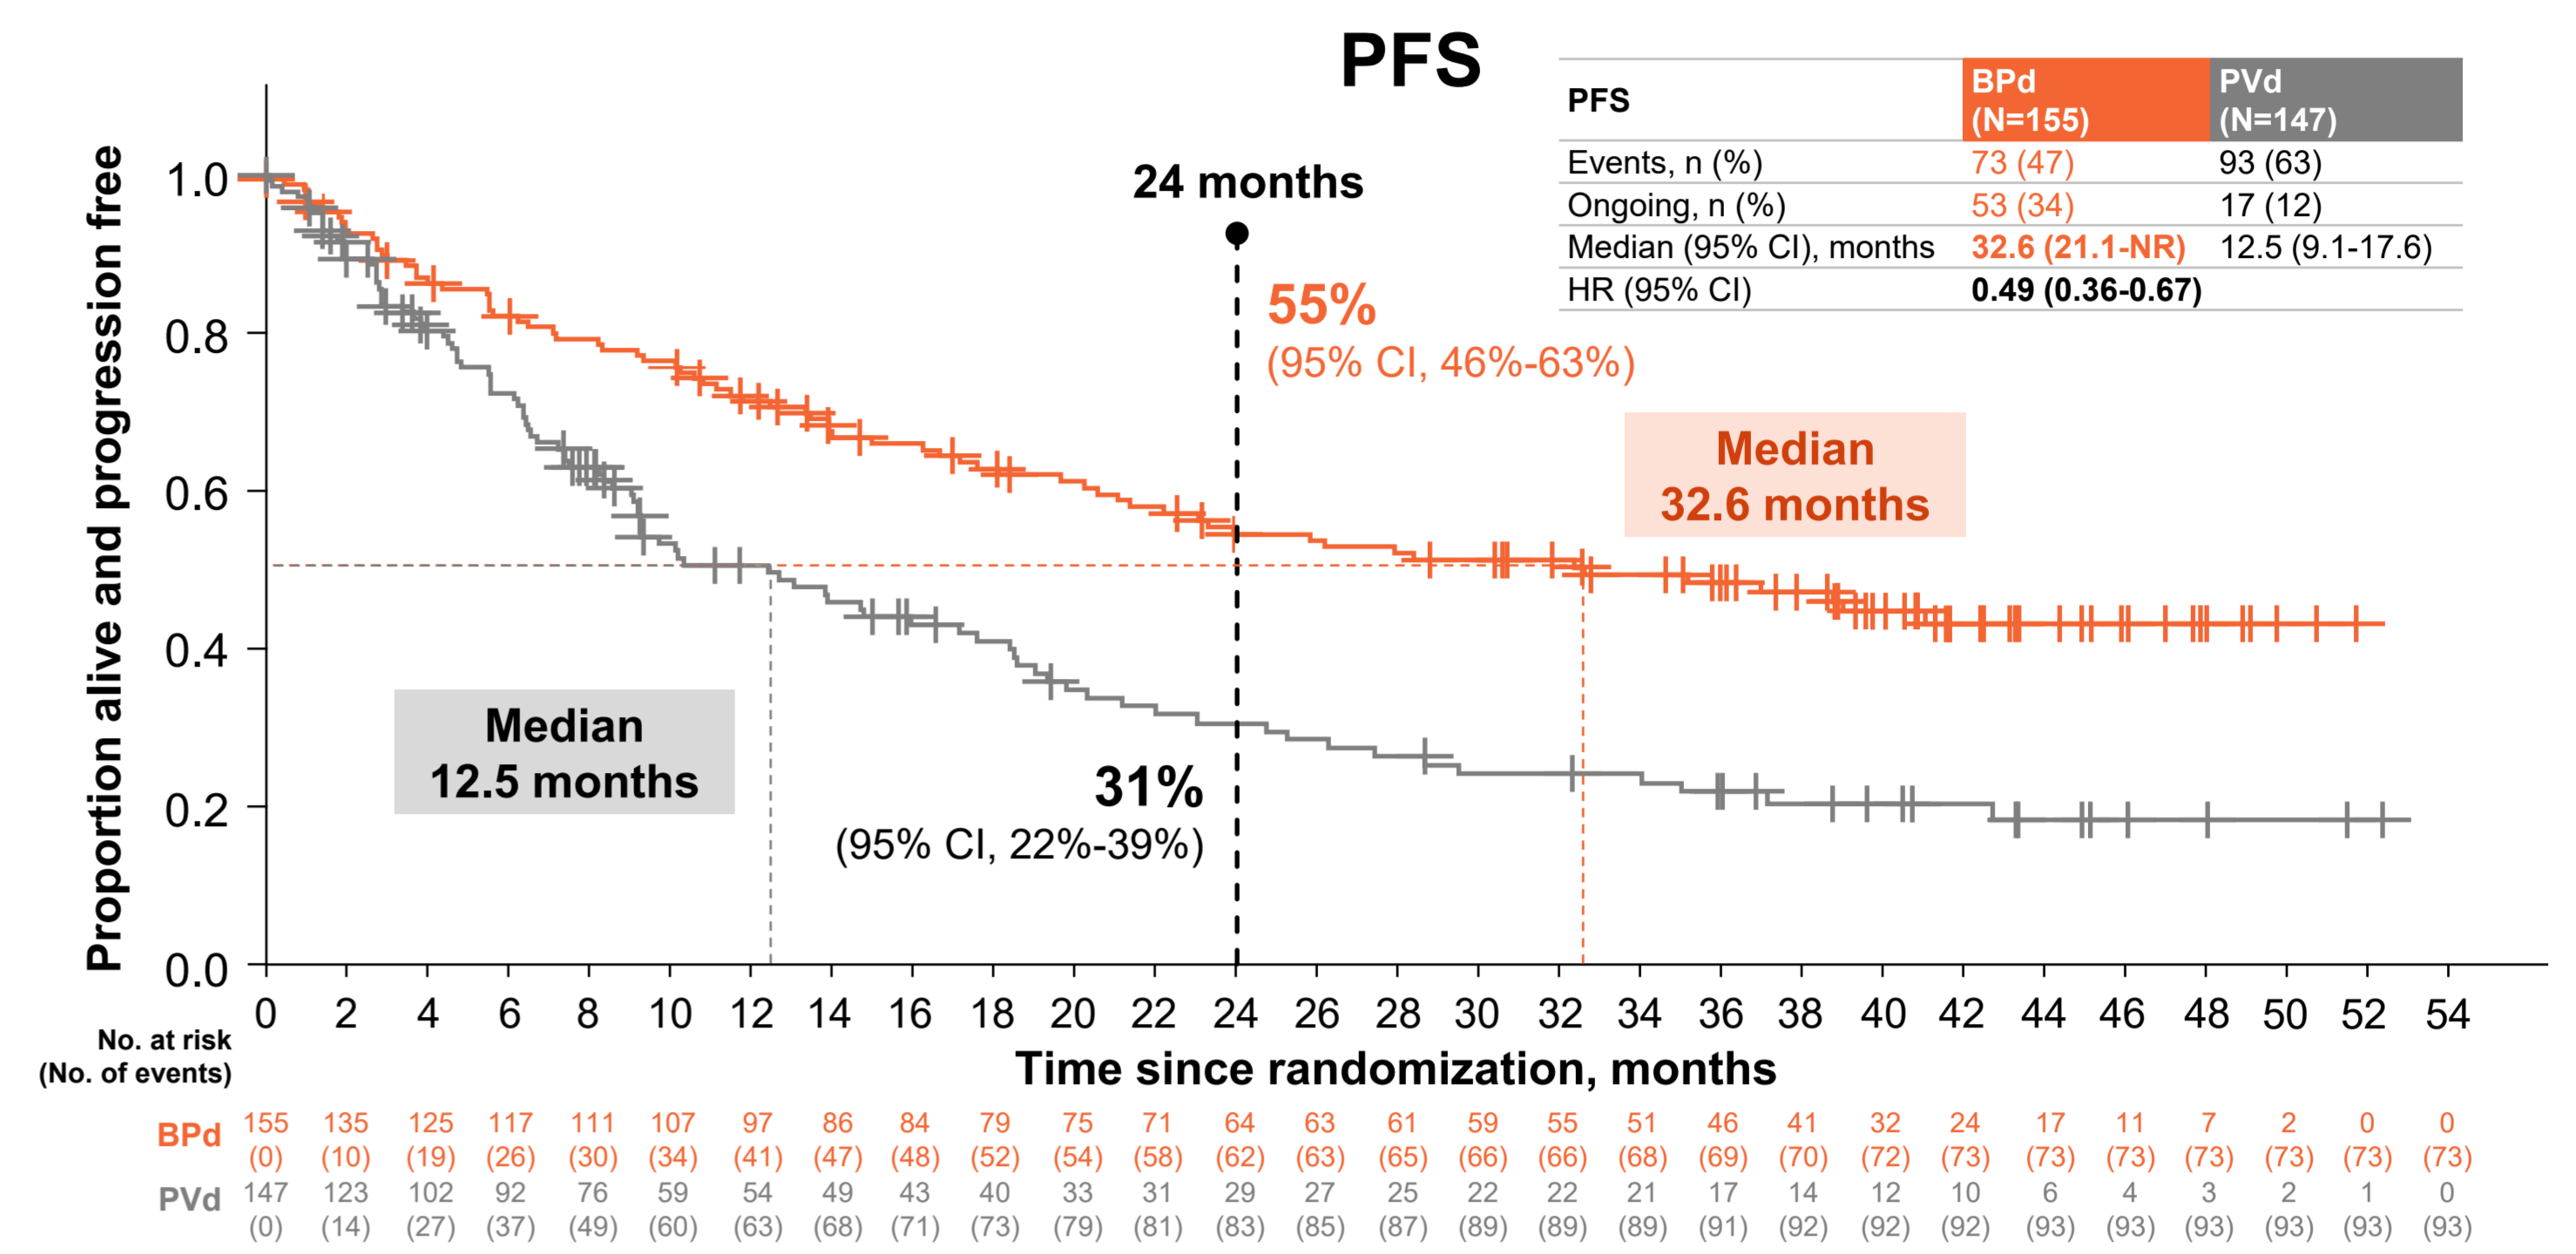 PFS
PFS BPd (N=155) PVd (N=147)
Events, n (%) 73 (47) 93 (63)
Ongoing, n (%) 53 (34) 17 (12)
Median (95% CI), months 32.6 (21.1-NR) 12.5 (9.1-17.6)
HR (95% CI) 0.49 (0.36-0.67)
Proportion alive and progression free
1.0
0.8
0.6
0.4
0.2
0.0
24 months
55%
(95% CI, 46%-63%)
Median
32.6 months
Median
12.5 months
31%
(95% CI, 22%-39%)
0 2 4 6 8 10 12 14 16 18 20 22 24 26 28 30 32 34 36 38 40 42 44 46 48 50 52 54
Time since randomization, months
No. at risk
(No. of events)
BPd 155 135 125 117 111 107 97 86 84 79 75 71 64 63 61 59 55 51 46 41 32 24 17 11 7 2 0 0
(0) (10) (19) (26) (30) (34) (41) (47) (48) (52) (54) (58) (62) (63) (65) (66) (66) (68) (69) (70) (72) (73) (73) (73) (73) (73) (73) (73)
PVd 147 123 102 92 76 59 54 49 43 40 33 31 29 27 25 22 22 21 17 14 12 10 6 4 3 2 1 0
(0) (14) (27) (37) (49) (60) (63) (68) (71) (73) (79) (81) (83) (85) (87) (89) (89) (89) (91) (92) (92) (92) (93) (93) (93) (93) (93) (93)